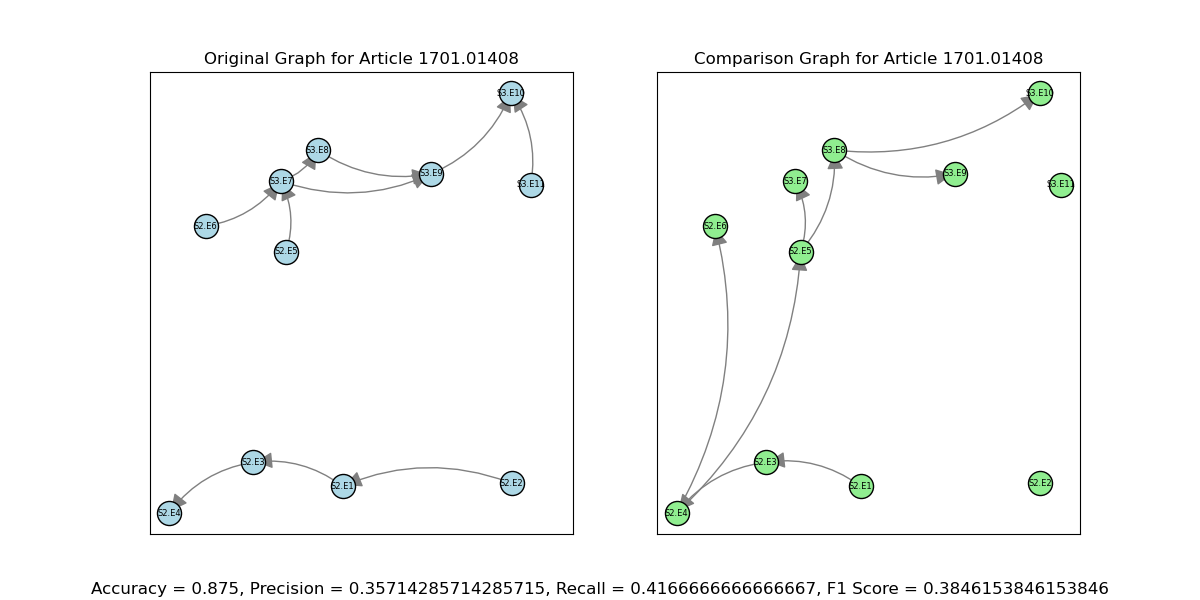 Original Graph for Article 1701.01408
S3.E10
S3.E8
S3.E7
S3.E9
S3.E11
S2.E6
S2.E5
S2.E3
S2.E1
S2.E2
S2.E4
Comparison Graph for Article 1701.01408
S3.E10
S3.E8
S3.E7
S3.E9
S3.E11
S2.E6
S2.E5
S2.E3
S2.E1
S2.E2
S2.E4
Accuracy = 0.875, Precision = 0.35714285714285715, Recall = 0.4166666666666667, F1 Score = 0.3846153846153846